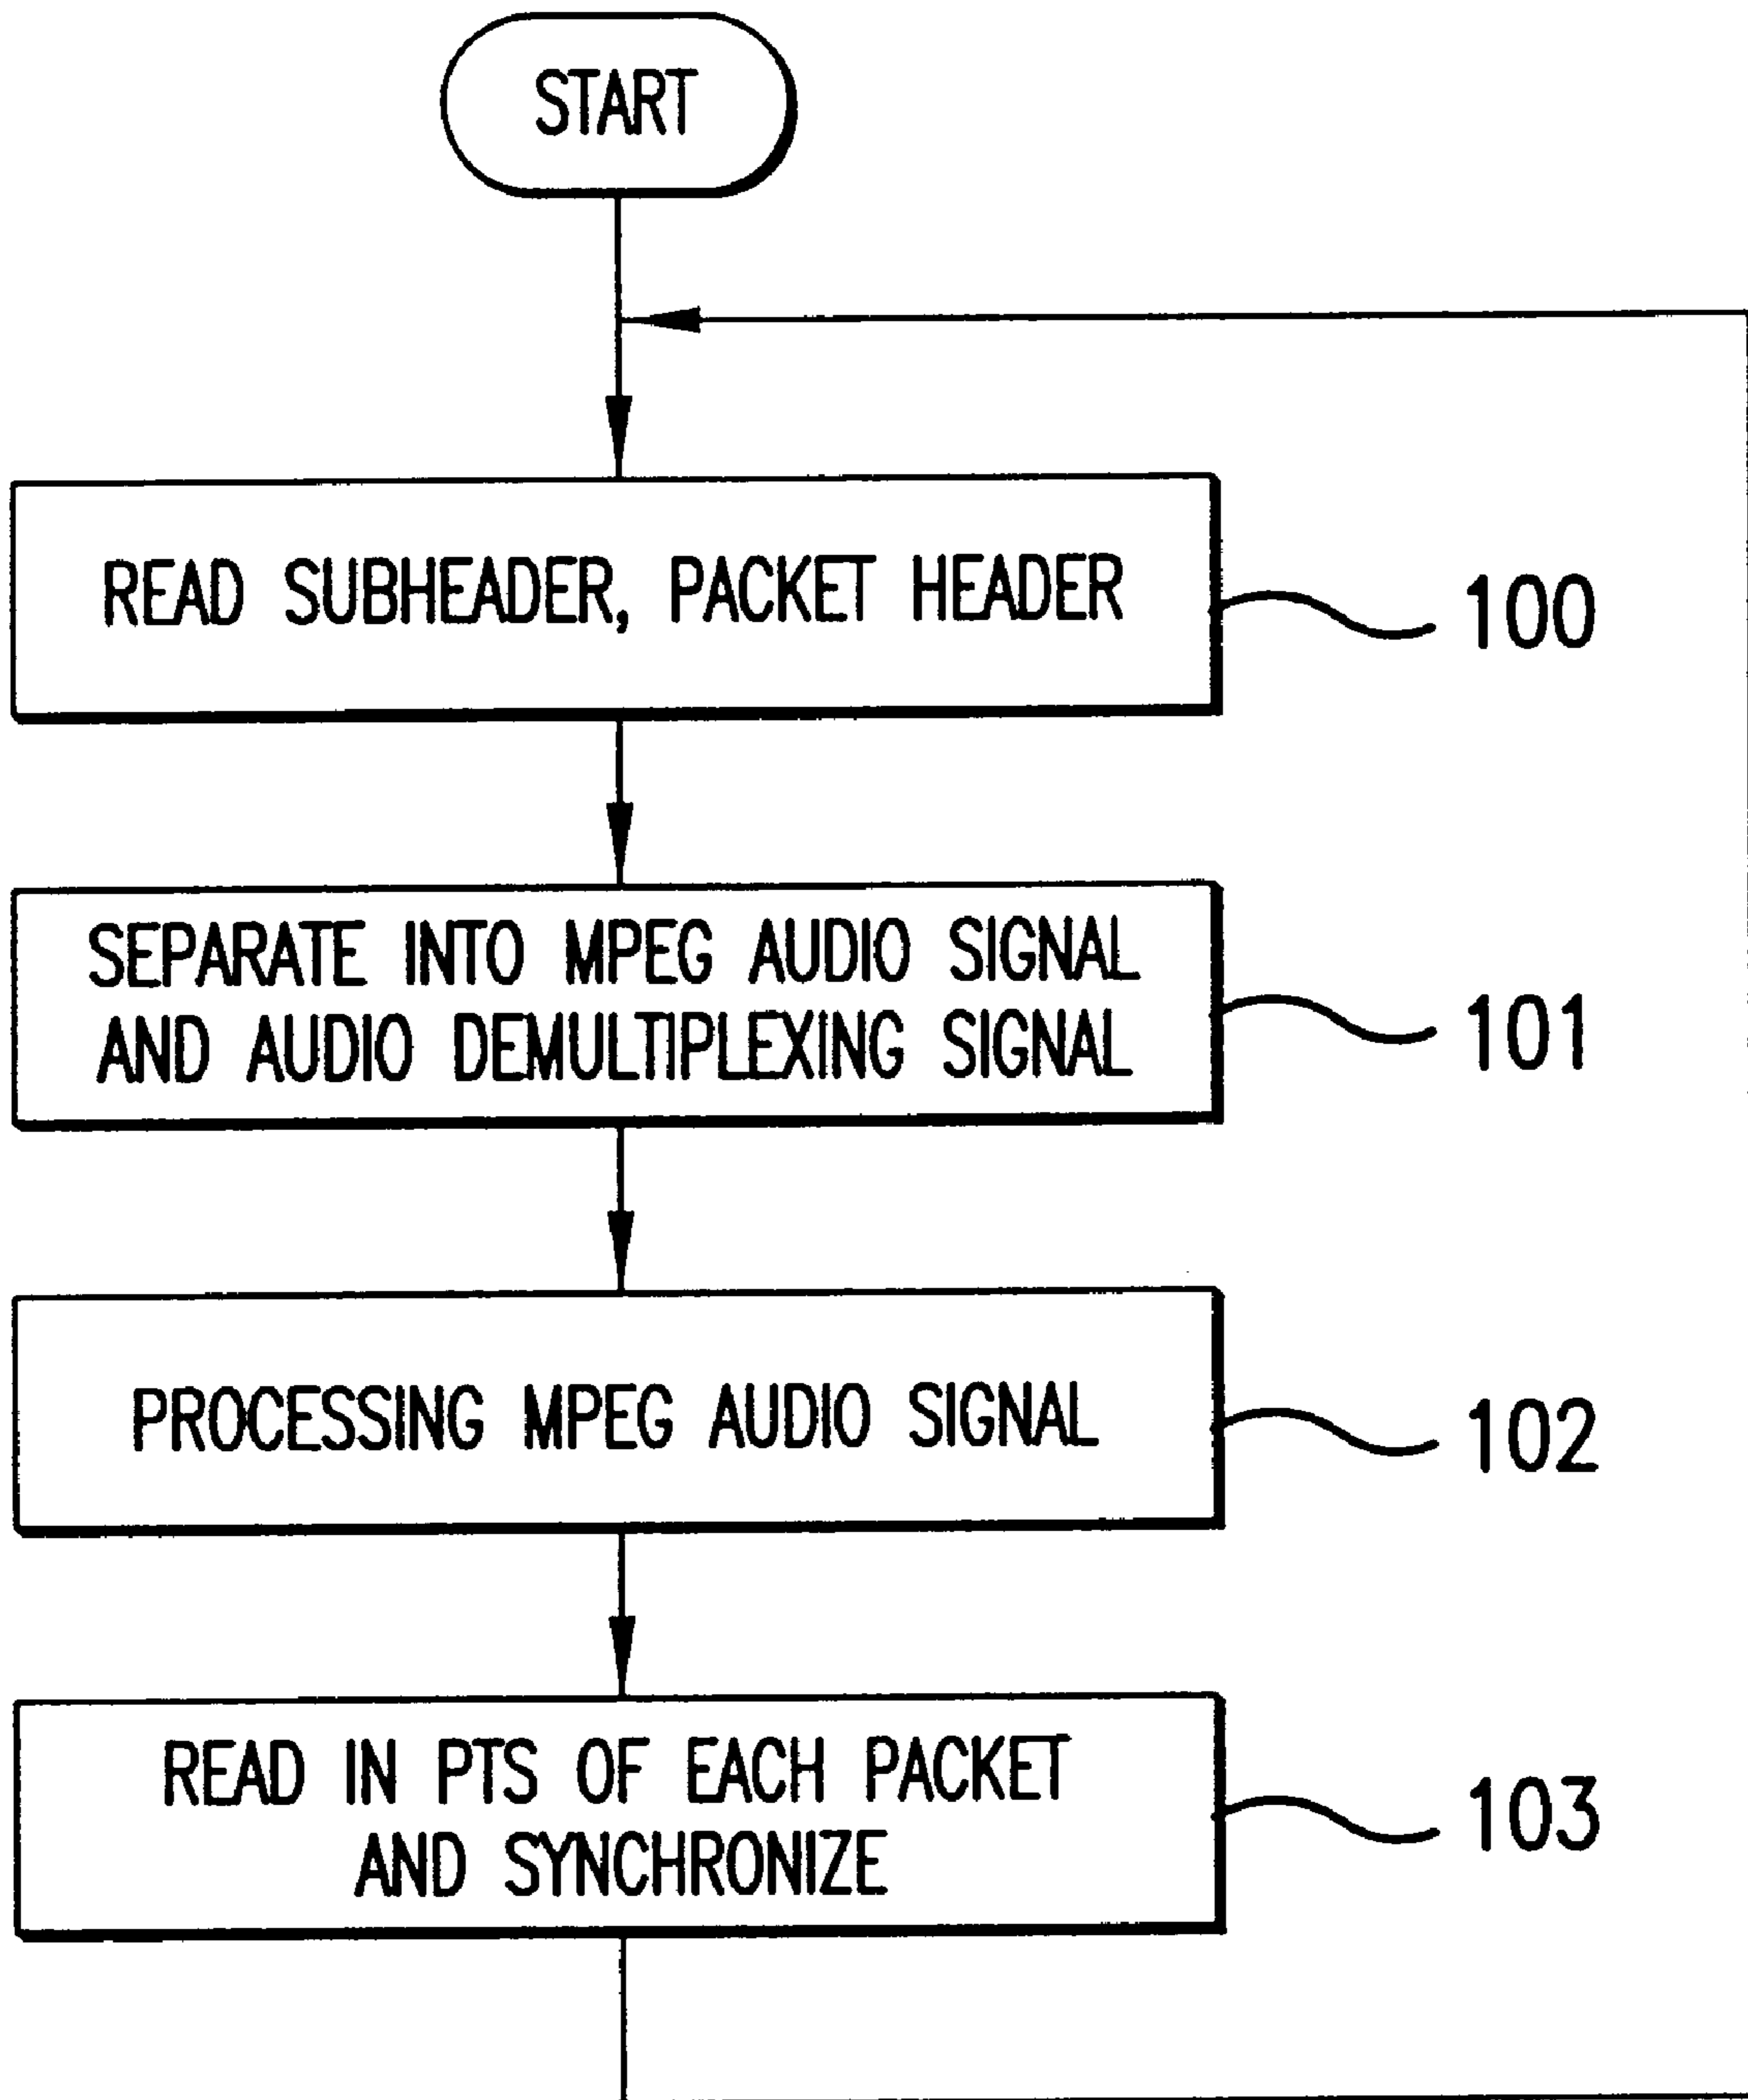 START
READ SUBHEADER, PACKET HEADER
100
SEPARATE INTO MPEG AUDIO SIGNAL
AND AUDIO DEMULTIPLEXING SIGNAL
101
PROCESSING MPEG AUDIO SIGNAL
102
READ IN PTS OF EACH PACKET
AND SYNCHRONIZE
103